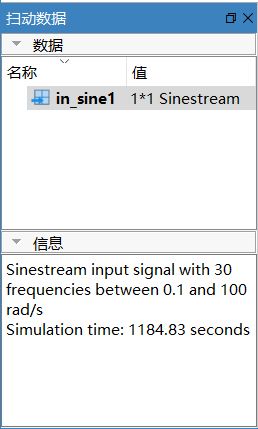 扫动数据
数据
名称 值
in_sine1 1*1 Sinestream
信息
Sinestream input signal with 30
frequencies between 0.1 and 100
rad/s
Simulation time: 1184.83 seconds